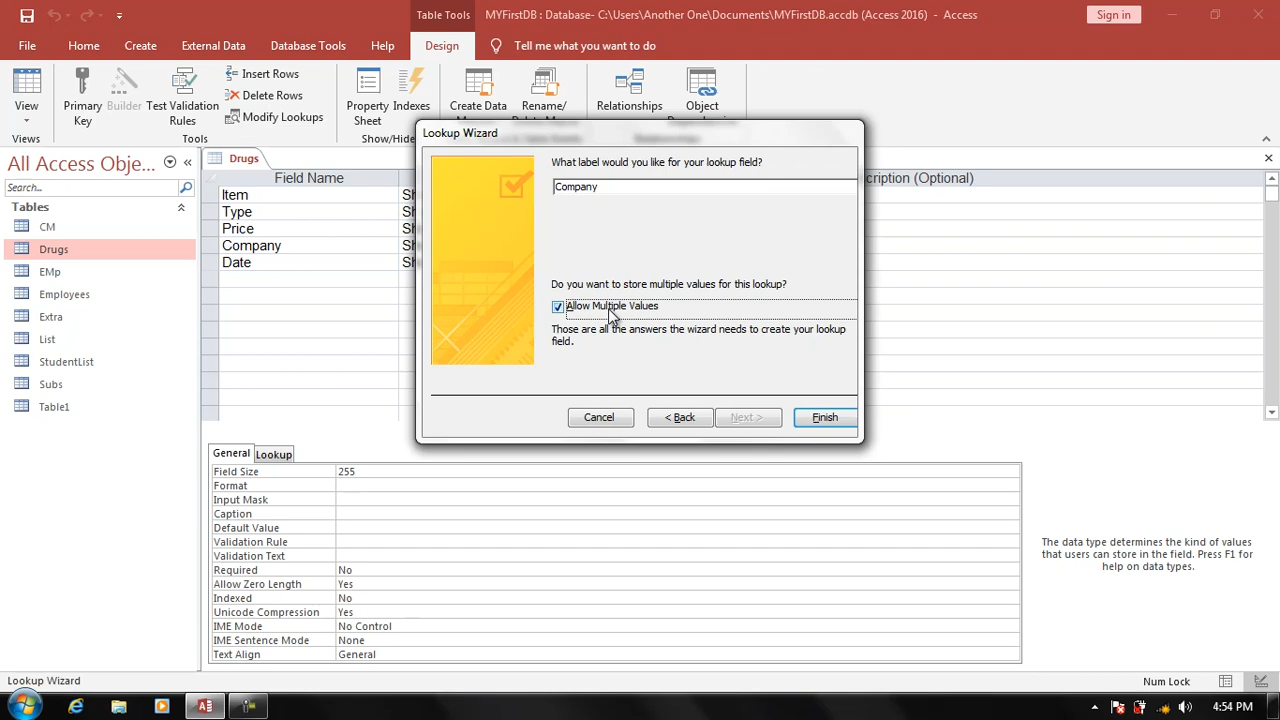 Table Tools
MYFirstDB : Database- C:\Users\Another One\Documents\MYFirstDB.accdb (Access 2016) - Access
Sign in
File Home Create External Data Database Tools Help Design Tell me what you want to do
View
Primary Key
Builder
Test Validation Rules
Insert Rows
Delete Rows
Modify Lookups
Property Sheet
Indexes
Create Data
Rename/
Relationships
Object
Views
Tools
Show/Hide
All Access Obje...
Search...
Tables
CM
Drugs
EMp
Employees
Extra
List
StudentList
Subs
Table1
Drugs
Field Name
cription (Optional)
Item Sh
Type Sh
Price Sh
Company Sh
Date Sh
Lookup Wizard
What label would you like for your lookup field?
Company
Do you want to store multiple values for this lookup?
Allow Multiple Values
Those are all the answers the wizard needs to create your lookup
field.
Cancel < Back Next > Finish
General Lookup
Field Size 255
Format
Input Mask
Caption
Default Value
Validation Rule
Validation Text
Required No
Allow Zero Length Yes
Indexed No
Unicode Compression Yes
IME Mode No Control
IME Sentence Mode None
Text Align General
The data type determines the kind of values
that users can store in the field. Press F1 for
help on data types.
Lookup Wizard
Num Lock
4:54 PM